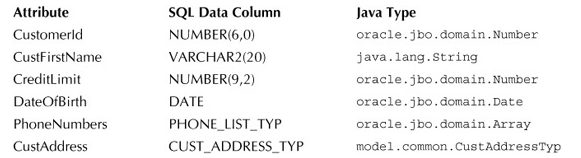 Attribute SQL Data Column Java Type
CustomerId NUMBER(6,0) oracle.jbo.domain.Number
CustFirstName VARCHAR2(20) java.lang.String
CreditLimit NUMBER(9,2) oracle.jbo.domain.Number
DateOfBirth DATE oracle.jbo.domain.Date
PhoneNumbers PHONE_LIST_TYP oracle.jbo.domain.Array
CustAddress CUST_ADDRESS_TYP model.common.CustAddressTyp